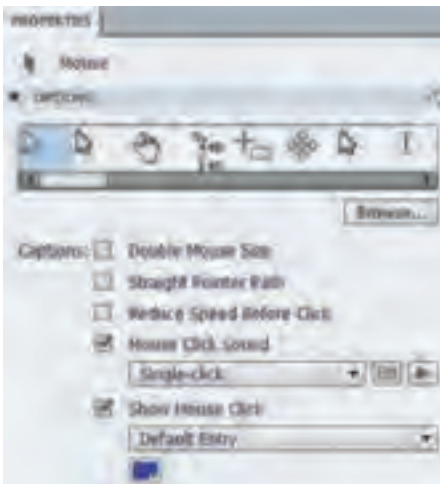 PROPERTIES
Mouse
OPTIONS
Browse...
Captions: Double Mouse Size
Straight Pointer Path
Reduce Speed Before Click
Mouse Click Sound
Single-click
Show Mouse Click
Default Entry